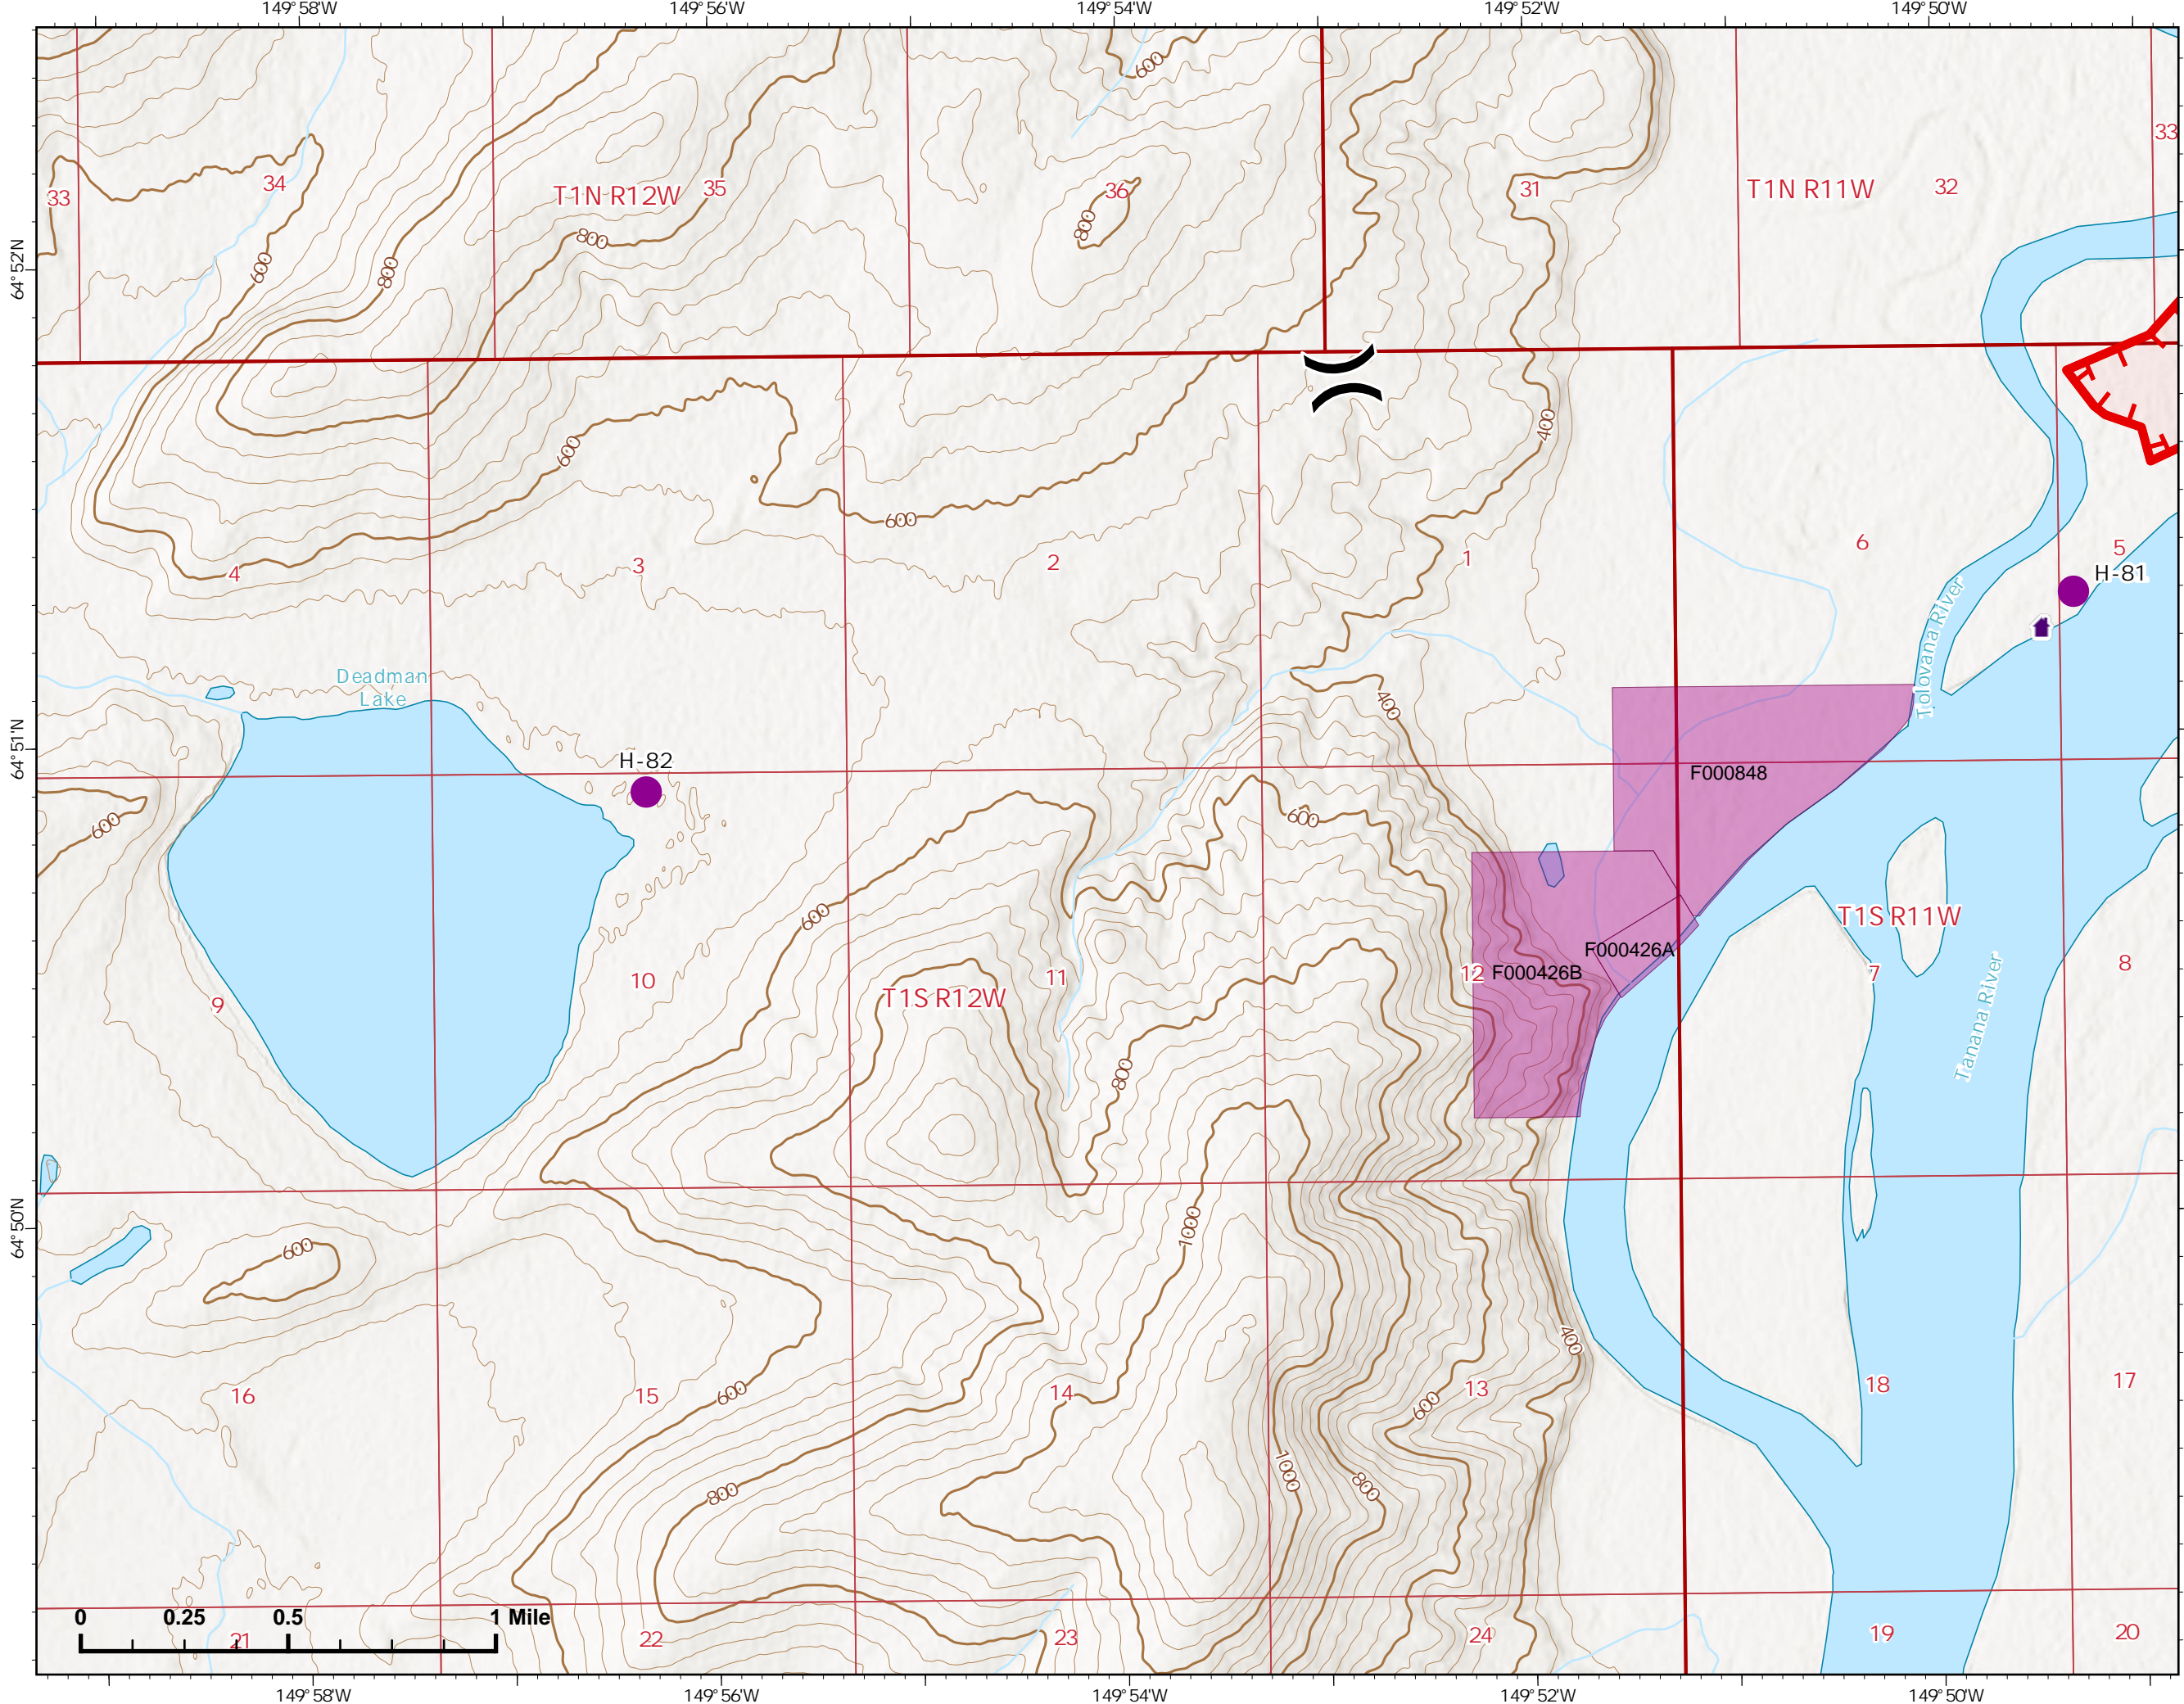 149°58'W 149°56'W 149°54'W 149°52'W 149°50'W
600
33
34
T1N R12W 35
36
31
T1N R11W 32
33
800
800
600
800
64°52'N
400
600
600
4
3
2
1
6
5
H-81
Tolovana River
Deadman
Lake
400
64°51'N
H-82
F000848
600
600
600
T1S R11W
F000426A
F000426B
12
7
8
9
10
11
T1S R12W
Tanana River
800
64°50'N
1000
600
400
16
15
600
14
600
13
18
17
1000
800
800
0 0.25 0.5 1 Mile
21
22
23
24
19
20
149°58'W 149°56'W 149°54'W 149°52'W 149°50'W